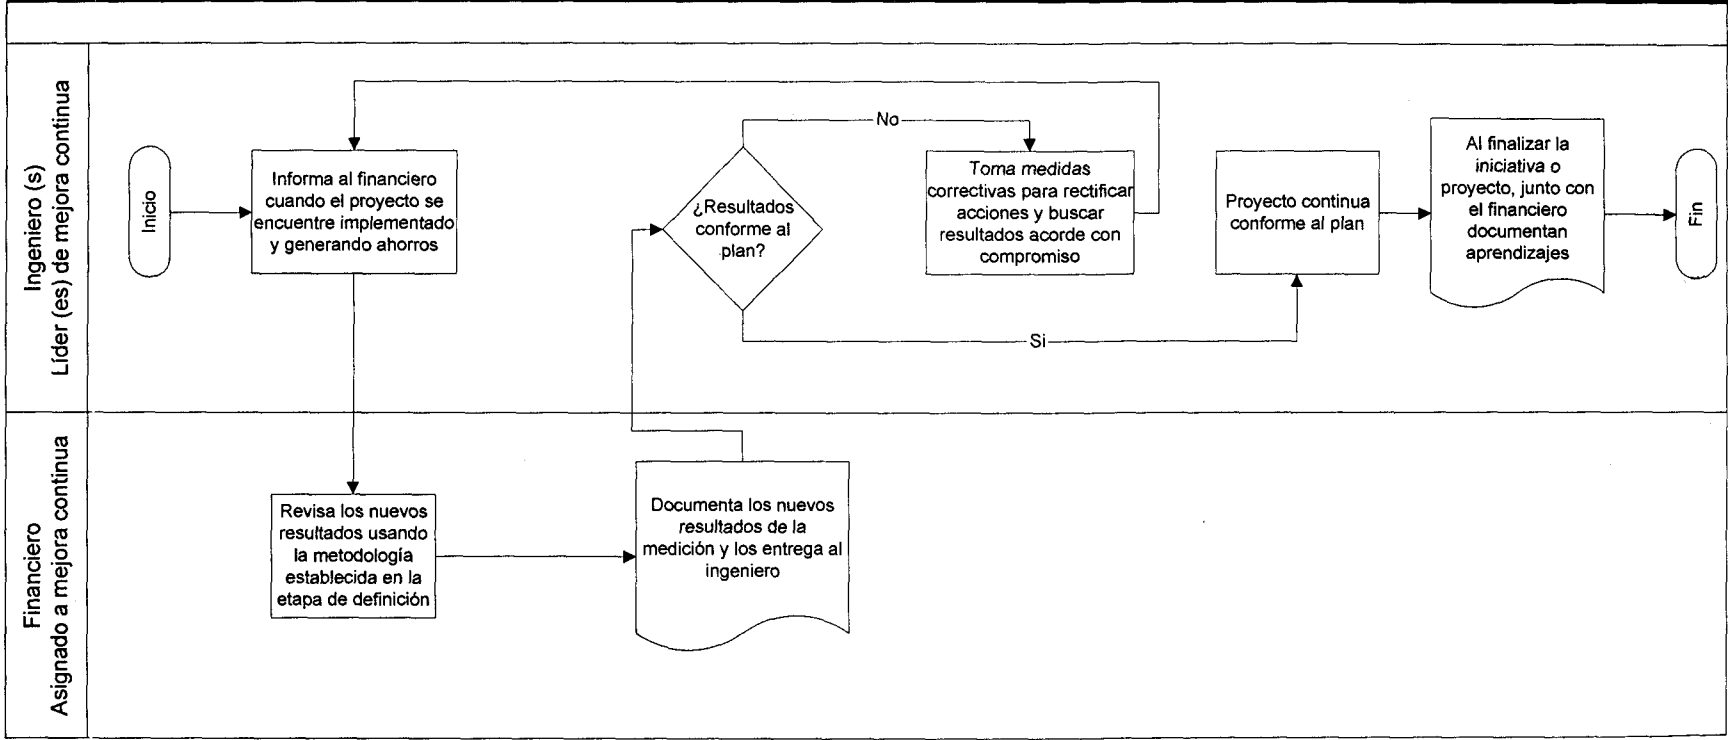 Ingeniero (s)
Líder (es) de mejora continua
Inicio
Informa al financiero
cuando el proyecto se
encuentre implementado
y generando ahorros
¿Resultados
conforme al
plan?
No
Toma medidas
correctivas para rectificar
acciones y buscar
resultados acorde con
compromiso
Si
Proyecto continua
conforme al plan
Al finalizar la
iniciativa o
proyecto, junto con
el financiero
documentan
aprendizajes
Fin
Financiero
Asignado a mejora continua
Revisa los nuevos
resultados usando
la metodología
establecida en la
etapa de definición
Documenta los nuevos
resultados de la
medición y los entrega al
ingeniero